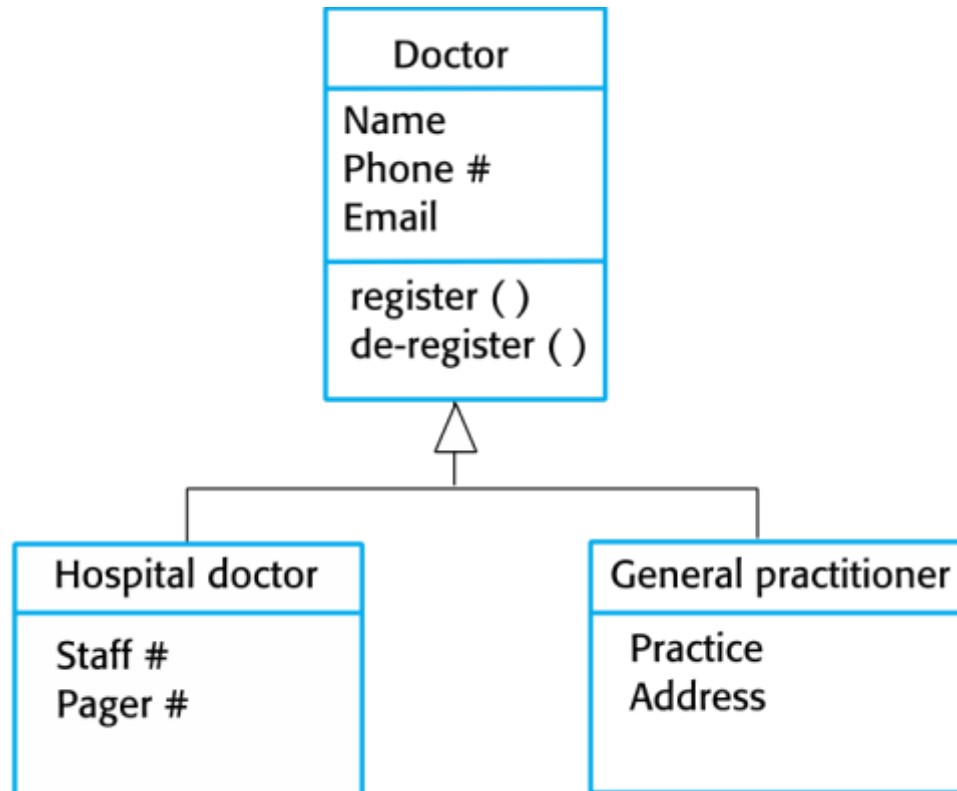 Doctor
Name
Phone #
Email
register ( )
de-register ( )
Hospital doctor
Staff #
Pager #
General practitioner
Practice
Address